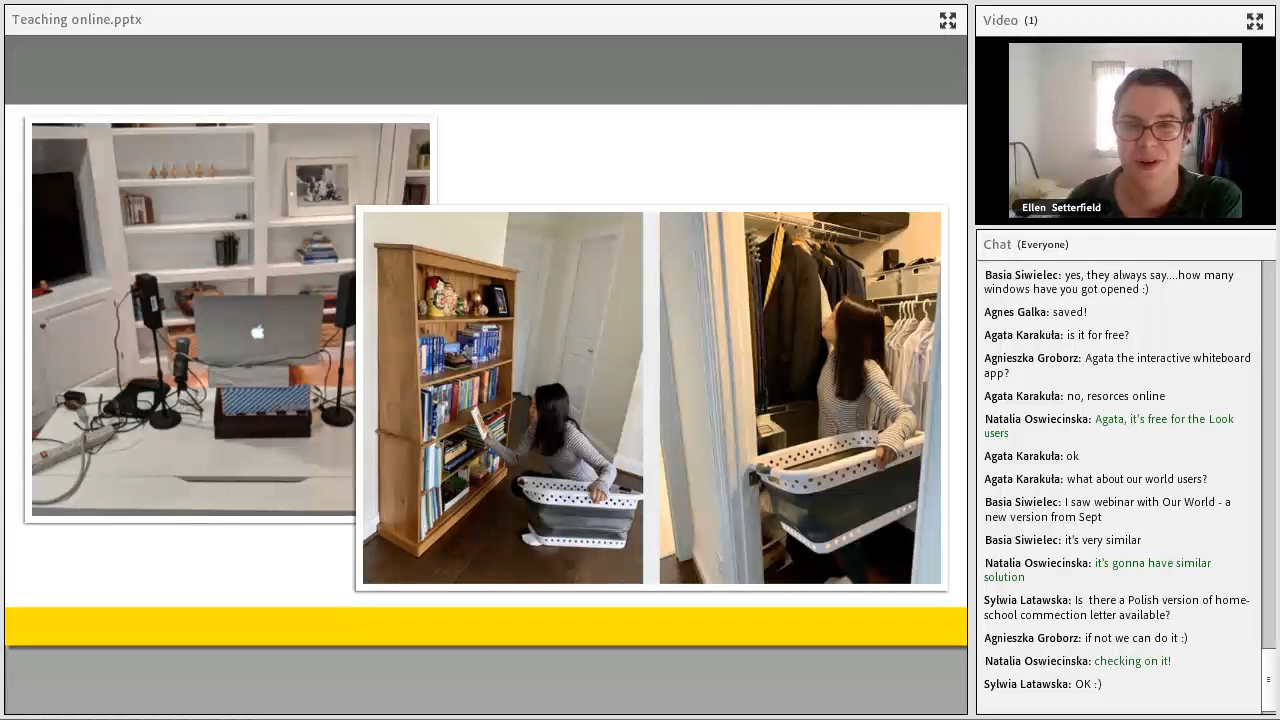 Teaching online.pptx
Video (1)
Ellen Setterfield
Chat (Everyone)
Basia Siwielec: yes, they always say....how many
windows have you got opened :)
Agnes Galka: saved!
Agata Karakuła: is it for free?
Agnieszka Groborz: Agata the interactive whiteboard
app?
Agata Karakuła: no, resorces online
Natalia Oswiecinska: Agata, it's free for the Look
users
Agata Karakuła: ok
Agata Karakuła: what about our world users?
Basia Siwielec: I saw webinar with Our World - a
new version from Sept
Basia Siwielec: it's very similar
Natalia Oswiecinska: it's gonna have similar
solution
Sylwia Latawska: Is there a Polish version of home-
school commection letter available?
Agnieszka Groborz: if not we can do it :)
Natalia Oswiecinska: checking on it!
Sylwia Latawska: OK :)